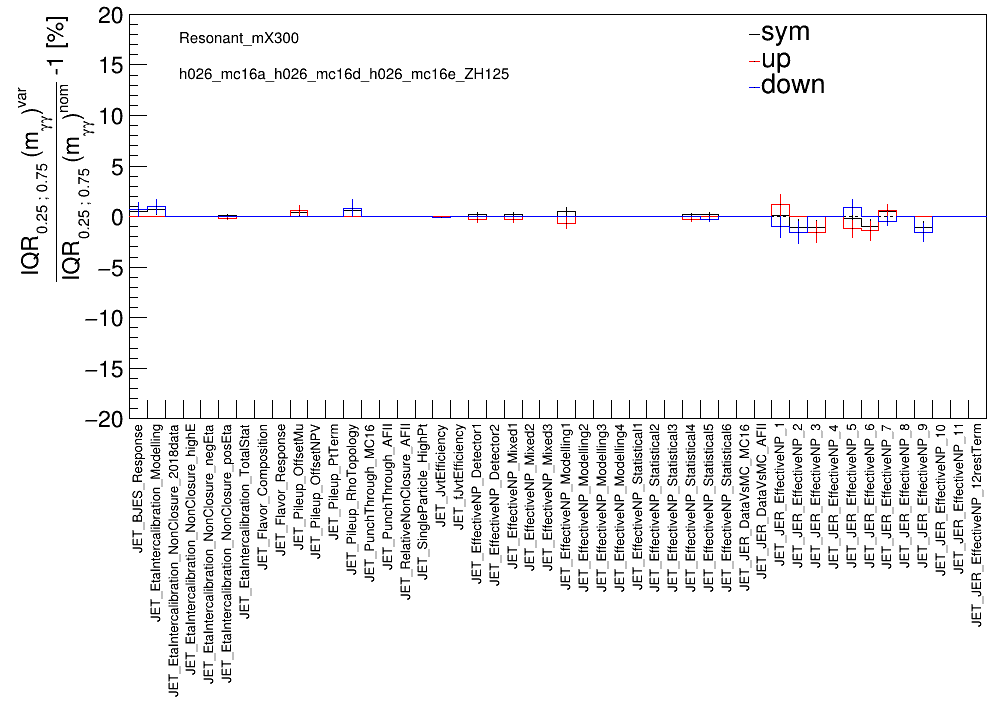 IQR0.25 ; 0.75 (mγγ)var
IQR0.25 ; 0.75 (mγγ)nom
-1 [%]
20
15
10
5
0
−5
−10
−15
−20
Resonant_mX300
h026_mc16a_h026_mc16d_h026_mc16e_ZH125
sym
up
down
JET_BJES_Response
JET_EtaIntercalibration_Modelling
JET_EtaIntercalibration_NonClosure_2018data
JET_EtaIntercalibration_NonClosure_highE
JET_EtaIntercalibration_NonClosure_negEta
JET_EtaIntercalibration_NonClosure_posEta
JET_EtaIntercalibration_TotalStat
JET_Flavor_Composition
JET_Flavor_Response
JET_Pileup_OffsetMu
JET_Pileup_OffsetNPV
JET_Pileup_PtTerm
JET_Pileup_RhoTopology
JET_PunchThrough_MC16
JET_PunchThrough_AFII
JET_RelativeNonClosure_AFII
JET_SingleParticle_HighPt
JET_JvtEfficiency
JET_fJvtEfficiency
JET_EffectiveNP_Detector1
JET_EffectiveNP_Detector2
JET_EffectiveNP_Mixed1
JET_EffectiveNP_Mixed2
JET_EffectiveNP_Mixed3
JET_EffectiveNP_Modelling1
JET_EffectiveNP_Modelling2
JET_EffectiveNP_Modelling3
JET_EffectiveNP_Modelling4
JET_EffectiveNP_Statistical1
JET_EffectiveNP_Statistical2
JET_EffectiveNP_Statistical3
JET_EffectiveNP_Statistical4
JET_EffectiveNP_Statistical5
JET_EffectiveNP_Statistical6
JET_JER_DataVsMC_MC16
JET_JER_DataVsMC_AFII
JET_JER_EffectiveNP_1
JET_JER_EffectiveNP_2
JET_JER_EffectiveNP_3
JET_JER_EffectiveNP_4
JET_JER_EffectiveNP_5
JET_JER_EffectiveNP_6
JET_JER_EffectiveNP_7
JET_JER_EffectiveNP_8
JET_JER_EffectiveNP_9
JET_JER_EffectiveNP_10
JET_JER_EffectiveNP_11
JET_JER_EffectiveNP_12restTerm